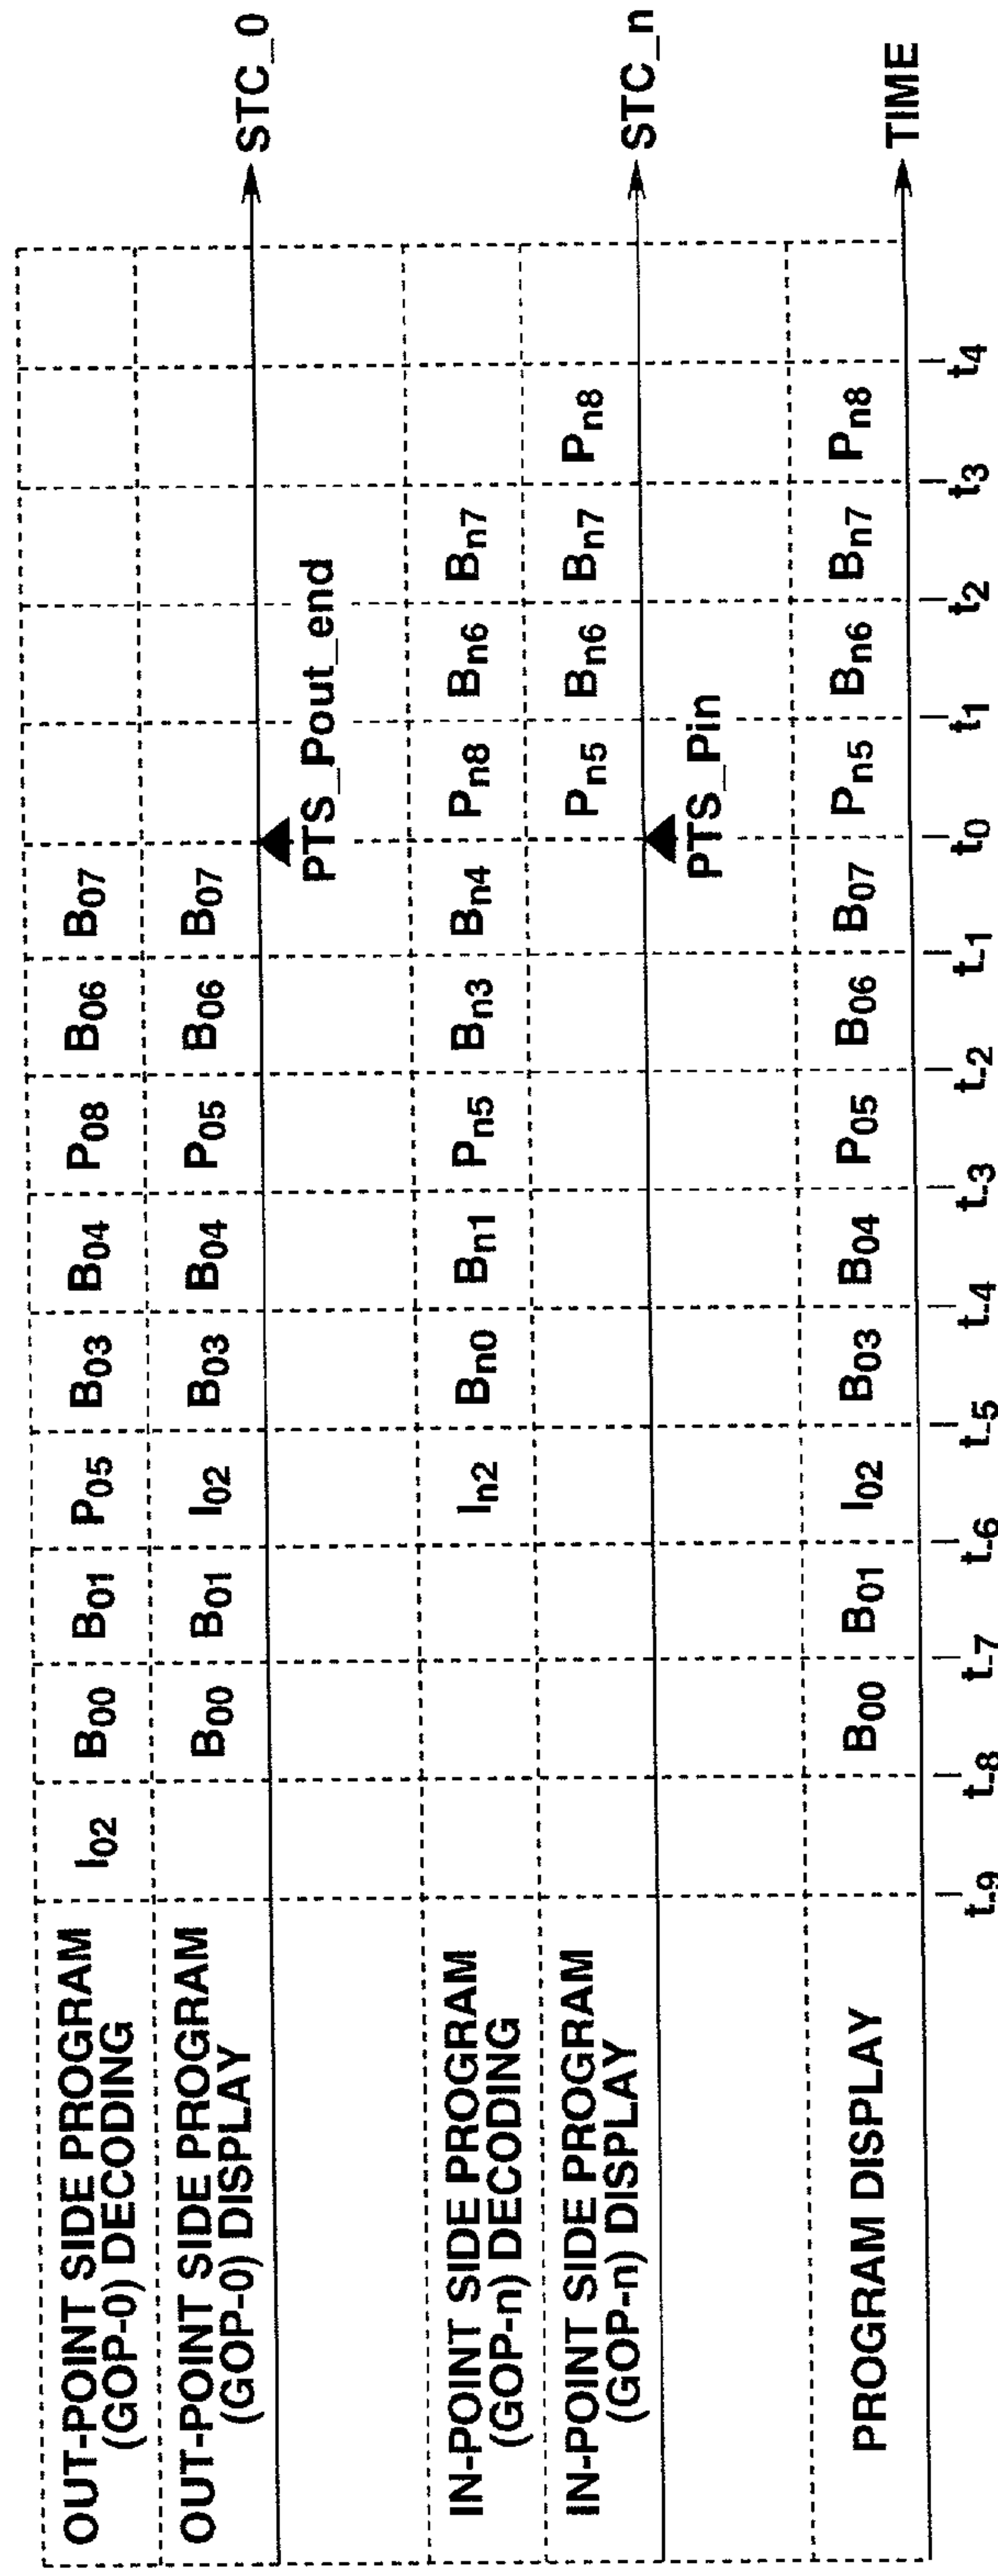 OUT-POINT SIDE PROGRAM
(GOP-0) DECODING
I02 B00 B01 P05 B03 B04 P08 B06 B07
OUT-POINT SIDE PROGRAM
(GOP-0) DISPLAY
B00 B01 I02 B03 B04 P05 B06 B07
STC_0
PTS_Pout_end
IN-POINT SIDE PROGRAM
(GOP-n) DECODING
In2 Bn0 Bn1 Pn5 Bn3 Bn4 Pn8 Bn6 Bn7
IN-POINT SIDE PROGRAM
(GOP-n) DISPLAY
Pn5 Bn6 Bn7 Pn8
STC_n
PTS_Pin
PROGRAM DISPLAY
B00 B01 I02 B03 B04 P05 B06 B07 Pn5 Bn6 Bn7 Pn8
TIME
t-9 t-8 t-7 t-6 t-5 t-4 t-3 t-2 t-1 t0 t1 t2 t3 t4